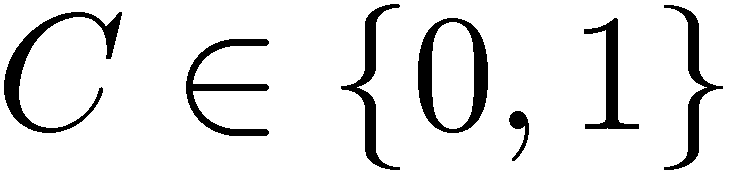 C ∈ {0, 1}